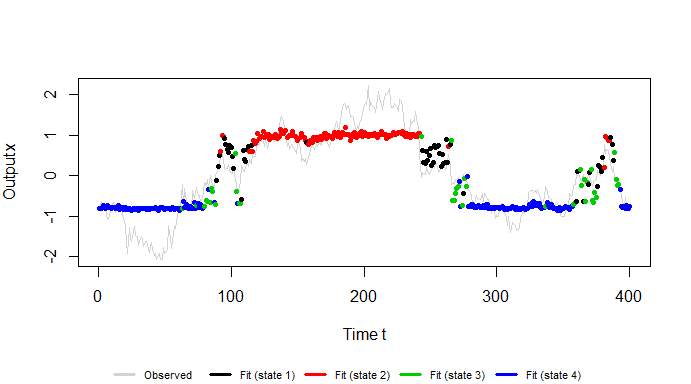 Outputx
2
1
0
-1
-2
0
100
200
300
400
Time t
Observed
Fit (state 1)
Fit (state 2)
Fit (state 3)
Fit (state 4)